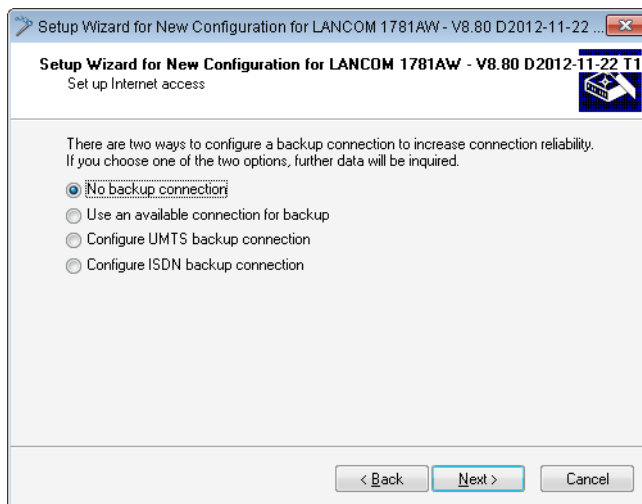 Setup Wizard for New Configuration for LANCOM 1781AW - V8.80 D2012-11-22 ...
Setup Wizard for New Configuration for LANCOM 1781AW - V8.80 D2012-11-22 T1
Set up Internet access
There are two ways to configure a backup connection to increase connection reliability.
If you choose one of the two options, further data will be inquired.
No backup connection
Use an available connection for backup
Configure UMTS backup connection
Configure ISDN backup connection
< Back
Next >
Cancel